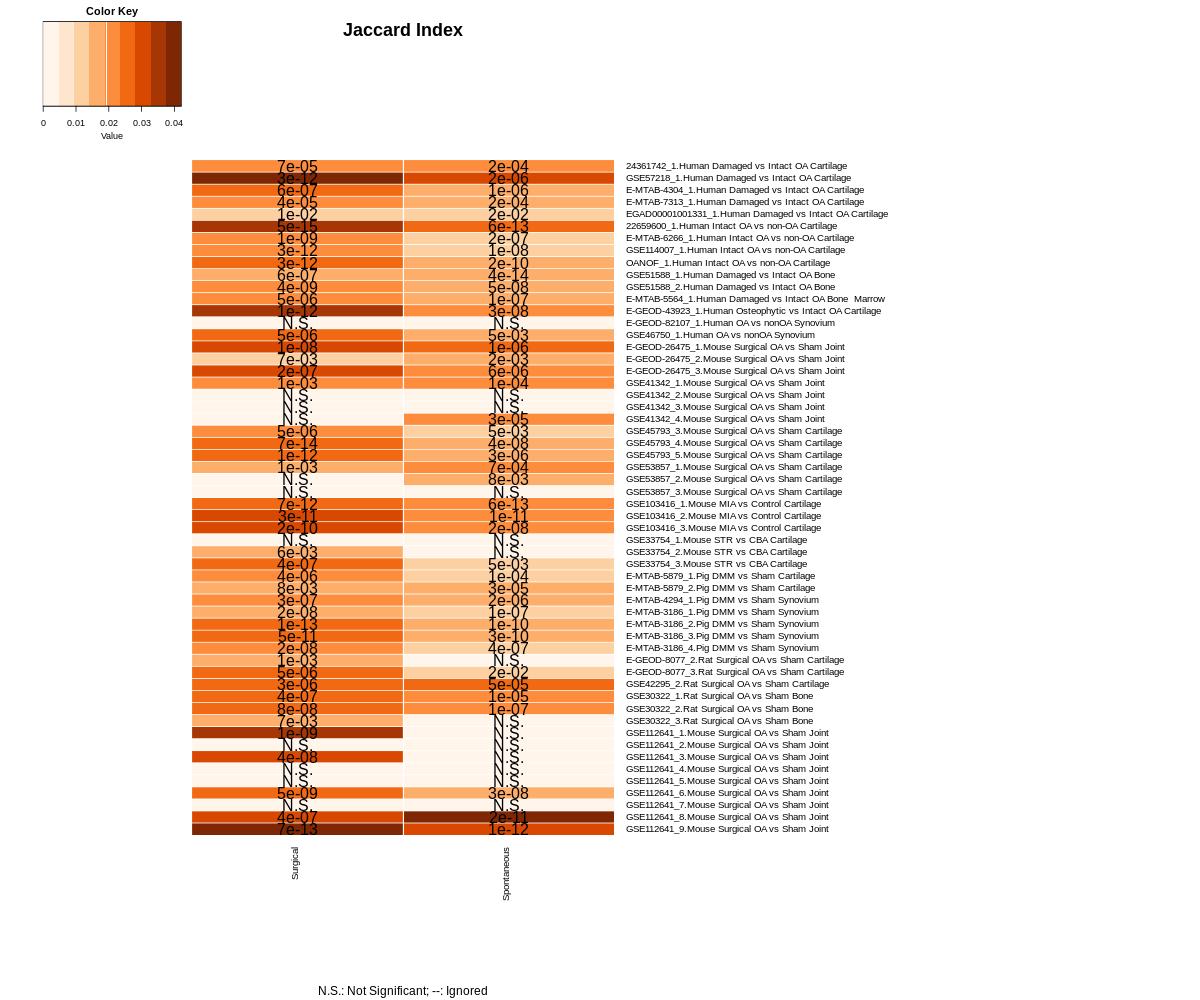 Color Key
Jaccard Index
0 0.01 0.02 0.03 0.04
Value
7e-05 2e-04 24361742_1.Human Damaged vs Intact OA Cartilage
3e-12 2e-06 GSE57218_1.Human Damaged vs Intact OA Cartilage
6e-07 1e-06 E-MTAB-4304_1.Human Damaged vs Intact OA Cartilage
4e-05 2e-04 E-MTAB-7313_1.Human Damaged vs Intact OA Cartilage
1e-02 2e-02 EGAD00001001331_1.Human Damaged vs Intact OA Cartilage
5e-15 6e-13 22659600_1.Human Intact OA vs non-OA Cartilage
1e-09 2e-07 E-MTAB-6266_1.Human Intact OA vs non-OA Cartilage
3e-12 1e-08 GSE114007_1.Human Intact OA vs non-OA Cartilage
3e-12 2e-10 OANOF_1.Human Intact OA vs non-OA Cartilage
6e-07 4e-14 GSE51588_1.Human Damaged vs Intact OA Bone
4e-09 5e-08 GSE51588_2.Human Damaged vs Intact OA Bone
5e-06 1e-07 E-MTAB-5564_1.Human Damaged vs Intact OA Bone Marrow
1e-12 3e-08 E-GEOD-43923_1.Human Osteophytic vs Intact OA Cartilage
N.S. N.S. E-GEOD-82107_1.Human OA vs nonOA Synovium
5e-06 5e-03 GSE46750_1.Human OA vs nonOA Synovium
1e-08 1e-06 E-GEOD-26475_1.Mouse Surgical OA vs Sham Joint
7e-03 2e-03 E-GEOD-26475_2.Mouse Surgical OA vs Sham Joint
2e-07 6e-06 E-GEOD-26475_3.Mouse Surgical OA vs Sham Joint
1e-03 1e-04 GSE41342_1.Mouse Surgical OA vs Sham Joint
N.S. N.S. GSE41342_2.Mouse Surgical OA vs Sham Joint
N.S. N.S. GSE41342_3.Mouse Surgical OA vs Sham Joint
N.S. 3e-05 GSE41342_4.Mouse Surgical OA vs Sham Joint
5e-06 5e-03 GSE45793_3.Mouse Surgical OA vs Sham Cartilage
7e-14 4e-08 GSE45793_4.Mouse Surgical OA vs Sham Cartilage
1e-12 3e-06 GSE45793_5.Mouse Surgical OA vs Sham Cartilage
1e-03 7e-04 GSE53857_1.Mouse Surgical OA vs Sham Cartilage
N.S. 8e-03 GSE53857_2.Mouse Surgical OA vs Sham Cartilage
N.S. N.S. GSE53857_3.Mouse Surgical OA vs Sham Cartilage
7e-12 6e-13 GSE103416_1.Mouse MIA vs Control Cartilage
3e-11 1e-11 GSE103416_2.Mouse MIA vs Control Cartilage
2e-10 2e-08 GSE103416_3.Mouse MIA vs Control Cartilage
N.S. N.S. GSE33754_1.Mouse STR vs CBA Cartilage
6e-03 N.S. GSE33754_2.Mouse STR vs CBA Cartilage
4e-07 5e-03 GSE33754_3.Mouse STR vs CBA Cartilage
4e-06 1e-04 E-MTAB-5879_1.Pig DMM vs Sham Cartilage
8e-03 3e-05 E-MTAB-5879_2.Pig DMM vs Sham Cartilage
3e-07 2e-06 E-MTAB-4294_1.Pig DMM vs Sham Synovium
2e-08 1e-07 E-MTAB-3186_1.Pig DMM vs Sham Synovium
1e-13 1e-10 E-MTAB-3186_2.Pig DMM vs Sham Synovium
5e-11 3e-10 E-MTAB-3186_3.Pig DMM vs Sham Synovium
2e-08 4e-07 E-MTAB-3186_4.Pig DMM vs Sham Synovium
1e-03 N.S. E-GEOD-8077_2.Rat Surgical OA vs Sham Cartilage
5e-06 2e-02 E-GEOD-8077_3.Rat Surgical OA vs Sham Cartilage
3e-06 5e-05 GSE42295_2.Rat Surgical OA vs Sham Cartilage
4e-07 1e-05 GSE30322_1.Rat Surgical OA vs Sham Bone
8e-08 1e-07 GSE30322_2.Rat Surgical OA vs Sham Bone
7e-03 N.S. GSE30322_3.Rat Surgical OA vs Sham Bone
1e-09 N.S. GSE112641_1.Mouse Surgical OA vs Sham Joint
N.S. N.S. GSE112641_2.Mouse Surgical OA vs Sham Joint
4e-08 N.S. GSE112641_3.Mouse Surgical OA vs Sham Joint
N.S. N.S. GSE112641_4.Mouse Surgical OA vs Sham Joint
N.S. N.S. GSE112641_5.Mouse Surgical OA vs Sham Joint
5e-09 3e-08 GSE112641_6.Mouse Surgical OA vs Sham Joint
N.S. N.S. GSE112641_7.Mouse Surgical OA vs Sham Joint
4e-07 2e-11 GSE112641_8.Mouse Surgical OA vs Sham Joint
7e-13 1e-12 GSE112641_9.Mouse Surgical OA vs Sham Joint
Surgical
Spontaneous
N.S.: Not Significant; --: Ignored